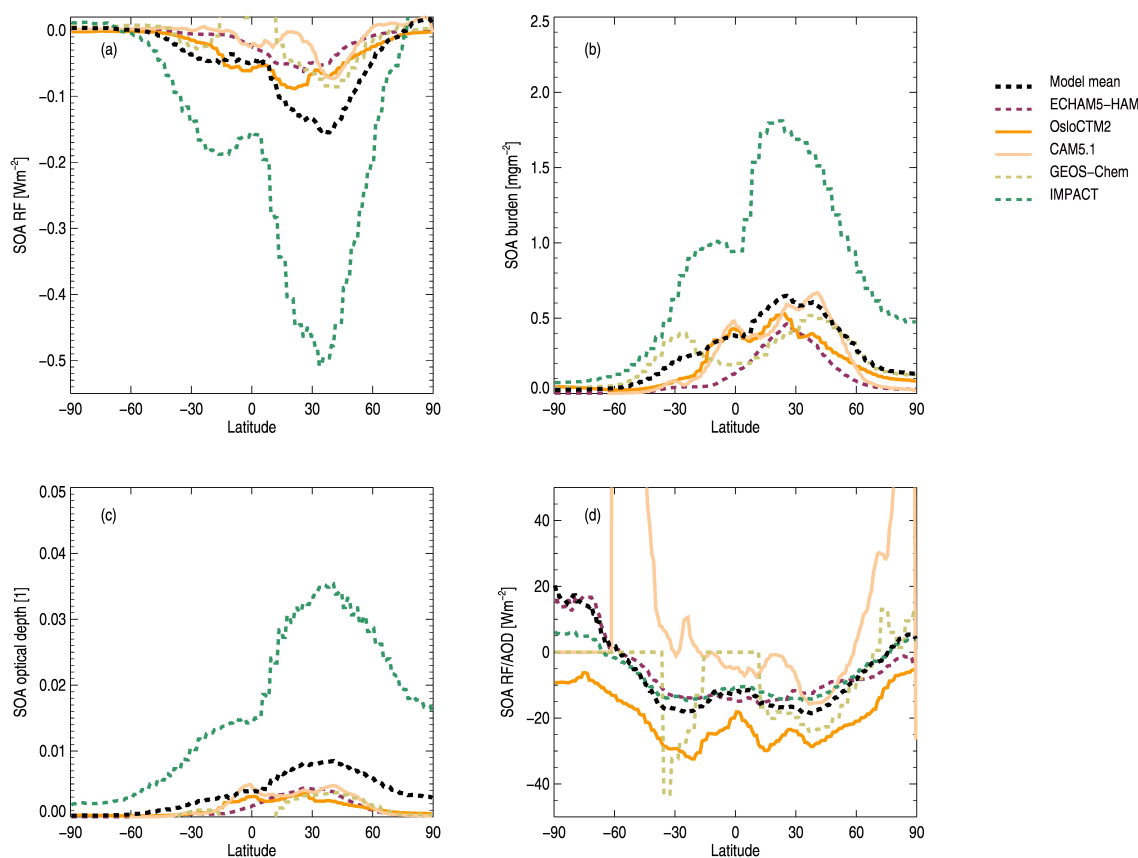 (a)
0.0
−0.1
−0.2
−0.3
−0.4
−0.5
SOA RF [Wm⁻²]
−90 −60 −30 0 30 60 90
Latitude
(b)
2.5
2.0
1.5
1.0
0.5
0.0
SOA burden [mgm⁻²]
−90 −60 −30 0 30 60 90
Latitude
Model mean
ECHAM5−HAM
OsloCTM2
CAM5.1
GEOS−Chem
IMPACT
(c)
0.05
0.04
0.03
0.02
0.01
0.00
SOA optical depth [1]
−90 −60 −30 0 30 60 90
Latitude
(d)
40
20
0
−20
−40
SOA RF/AOD [Wm⁻²]
−90 −60 −30 0 30 60 90
Latitude